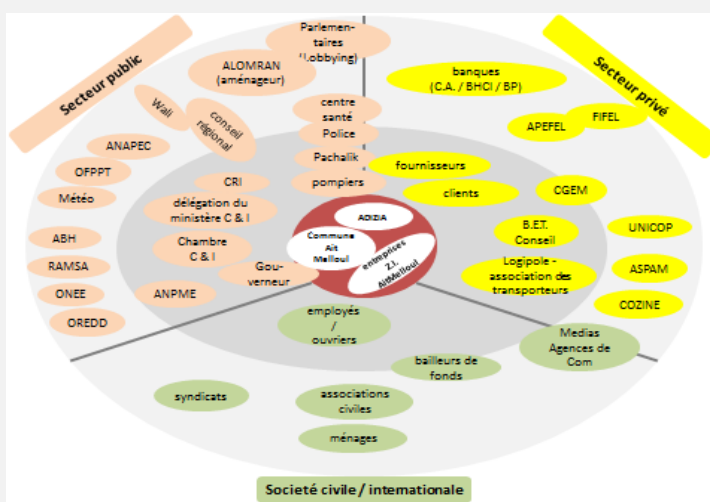 Parlemen-
taires
(Lobbying)
Secteur public
ALOMRAN
(aménageur)
banques
(C.A. / BHCI / BP)
Secteur privé
Wali
conseil
régional
centre
santé
Police
APEFEL
FIFEL
ANAPEC
OFPPT
Météo
Pachalik
pompiers
fournisseurs
clients
CGEM
CRI
délégation du
ministère C & I
ADIZIA
Commune
Ait
Melloul
entreprises
Z.I.
AitMelloul
B.E.T.
Conseil
UNICOP
ABH
Chambre
C & I
RAMSA
Gou-
verneur
Logipole -
association des
transporteurs
ASPAM
ONEE
ANPME
COZINE
OREDD
employés
/
ouvriers
Medias
Agences de
Com
bailleurs de
fonds
syndicats
associations
civiles
ménages
Societé civile / internationale